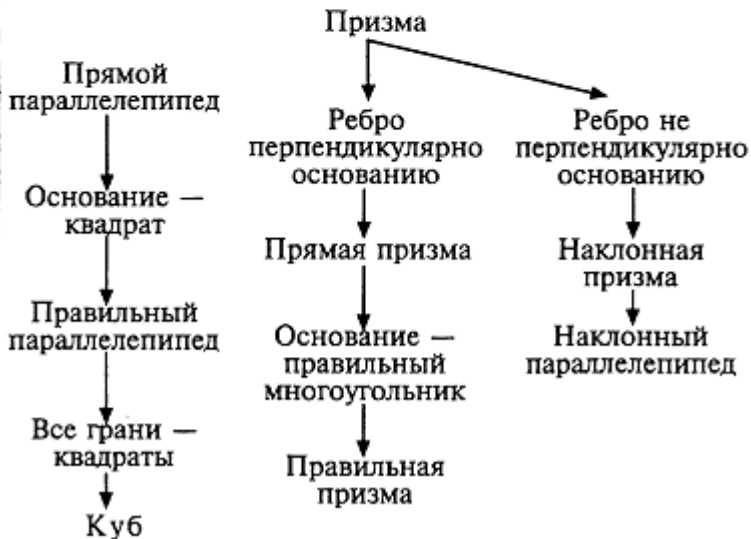 Призма
Прямой
параллелепипед
Основание —
квадрат
Правильный
параллелепипед
Все грани —
квадраты
Куб
Ребро
перпендикулярно
основанию
Прямая призма
Основание —
правильный
многоугольник
Правильная
призма
Ребро не
перпендикулярно
основанию
Наклонная
призма
Наклонный
параллелепипед